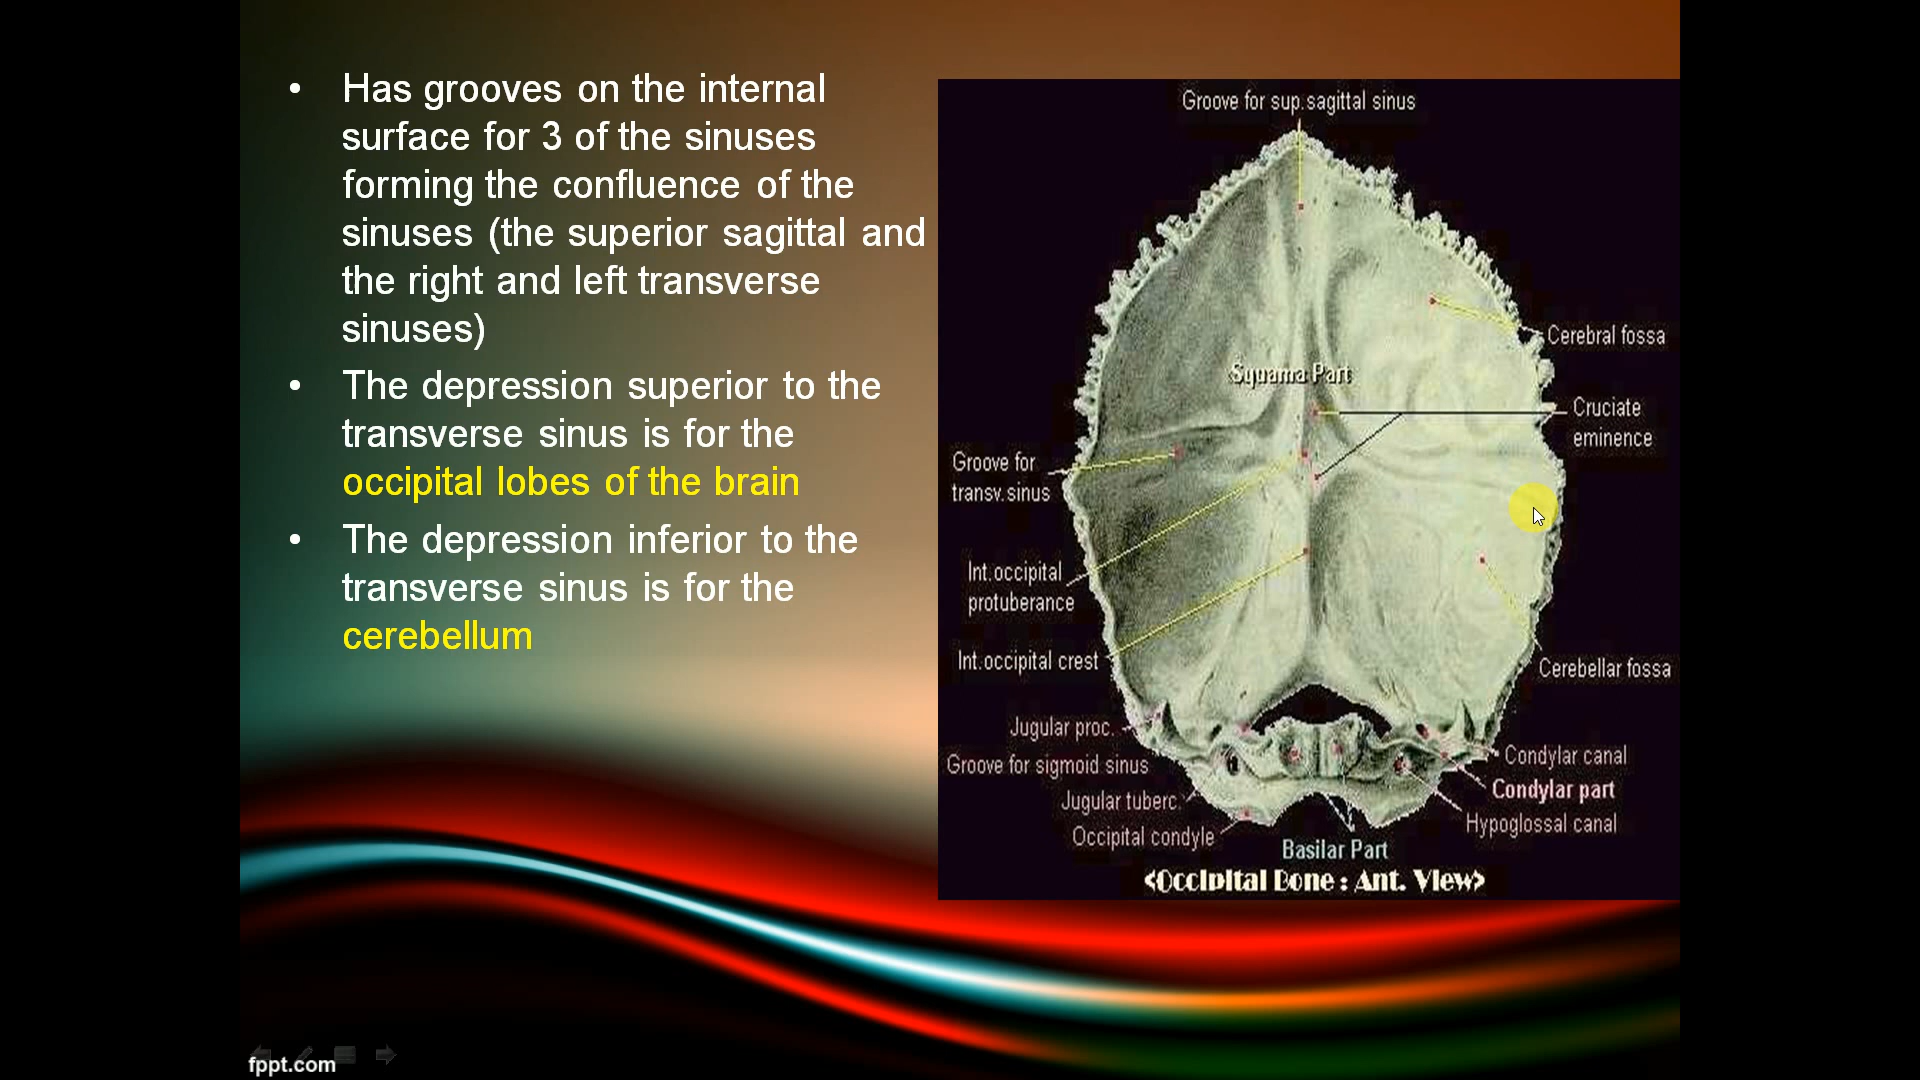 • Has grooves on the internal
surface for 3 of the sinuses
forming the confluence of the
sinuses (the superior sagittal and
the right and left transverse
sinuses)
• The depression superior to the
transverse sinus is for the
occipital lobes of the brain
• The depression inferior to the
transverse sinus is for the
cerebellum
Groove for sup.sagittal sinus
Cerebral fossa
Squama Part
Cruciate
eminence
Groove for
transv.sinus
Int.occipital
protuberance
Int.occipital crest
Cerebellar fossa
Jugular proc.
Groove for sigmoid sinus
Jugular tuberc.
Occipital condyle
Condylar canal
Condylar part
Hypoglossal canal
Basilar Part
<Occipital Bone : Ant. View>
fppt.com